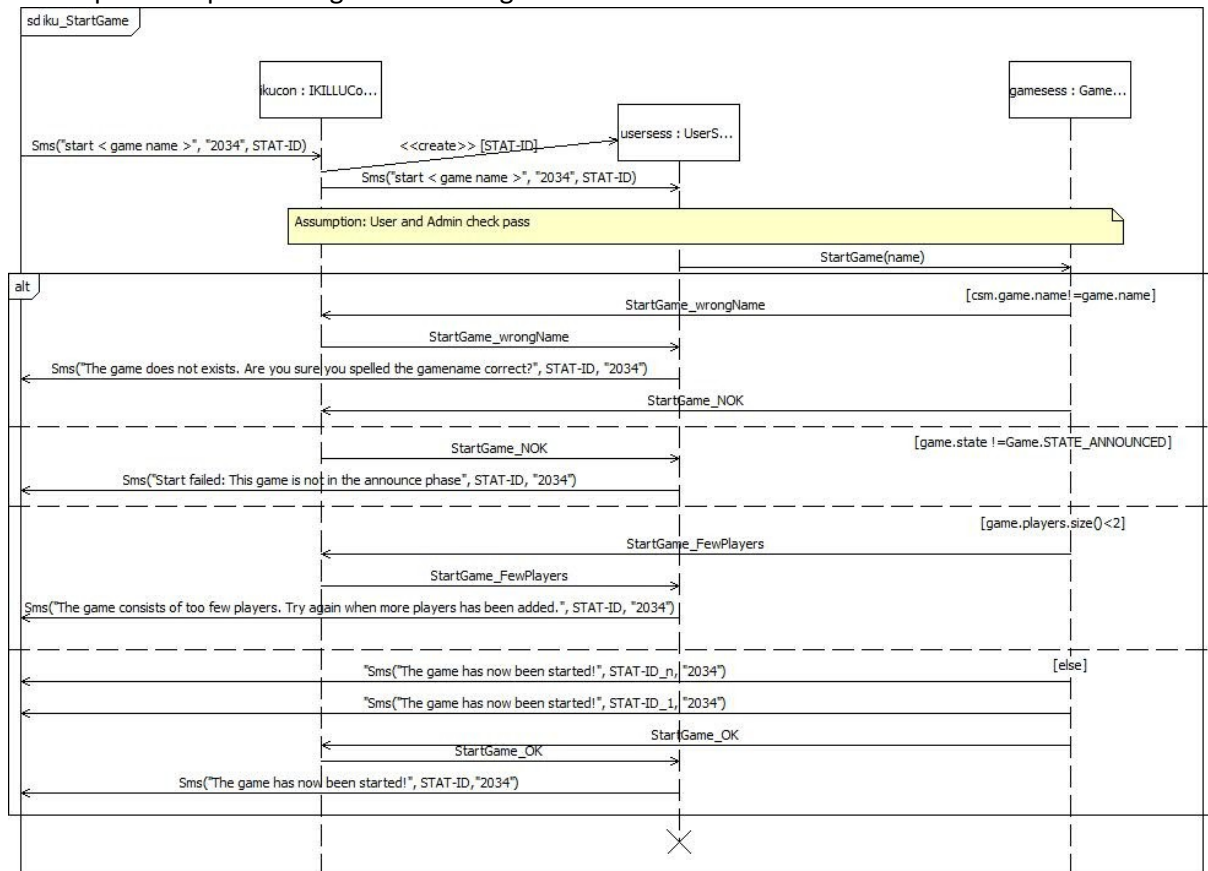 sd iku_StartGame
ikucon : IKILLUCo...
gamesess : Game...
usersess : UserS...
Sms("start < game name >", "2034", STAT-ID)
<<create>> [STAT-ID]
Sms("start < game name >", "2034", STAT-ID)
Assumption: User and Admin check pass
StartGame(name)
alt
[csm.game.name!=game.name]
StartGame_wrongName
StartGame_wrongName
Sms("The game does not exists. Are you sure you spelled the gamename correct?", STAT-ID, "2034")
StartGame_NOK
[game.state !=Game.STATE_ANNOUNCED]
StartGame_NOK
Sms("Start failed: This game is not in the announce phase", STAT-ID, "2034")
[game.players.size()<2]
StartGame_FewPlayers
StartGame_FewPlayers
Sms("The game consists of too few players. Try again when more players has been added.", STAT-ID, "2034")
[else]
"Sms("The game has now been started!", STAT-ID_n, "2034")
"Sms("The game has now been started!", STAT-ID_1, "2034")
StartGame_OK
StartGame_OK
Sms("The game has now been started!", STAT-ID,"2034")